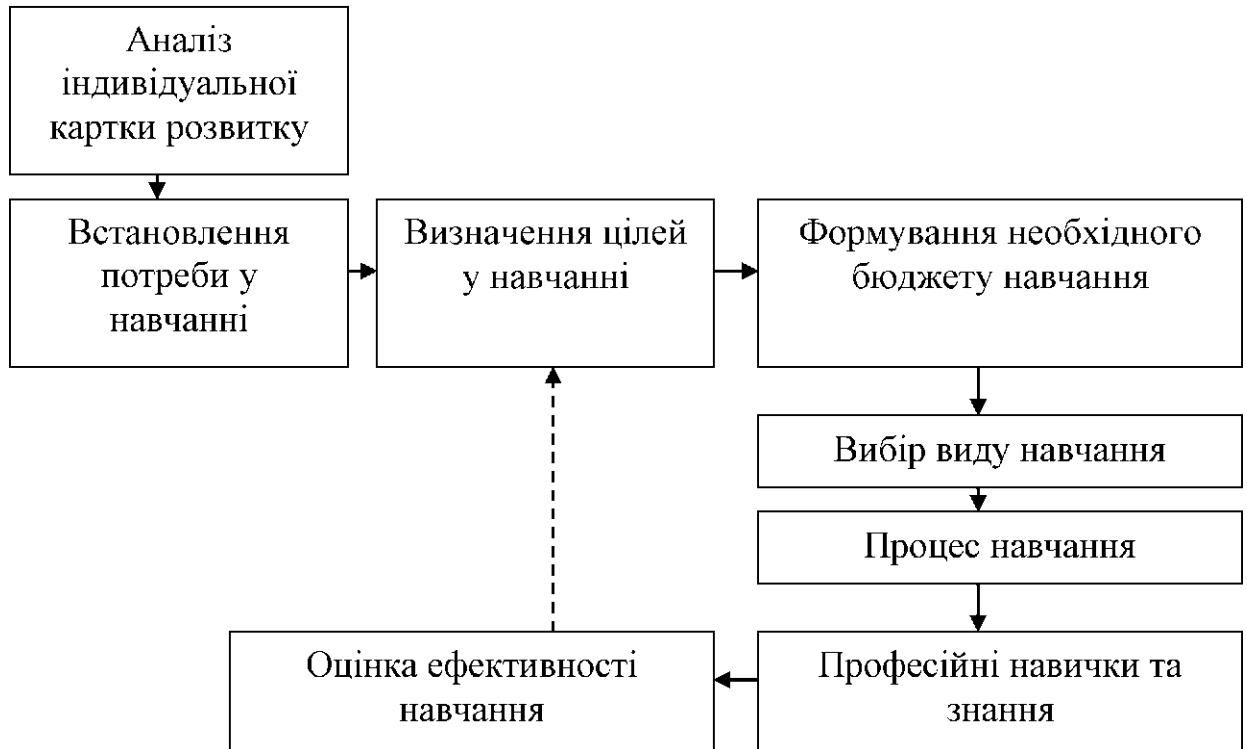 Аналіз
індивідуальної
картки розвитку
Встановлення
потреби у
навчанні
Визначення цілей
у навчанні
Формування необхідного
бюджету навчання
Вибір виду навчання
Процес навчання
Професійні навички та
знання
Оцінка ефективності
навчання